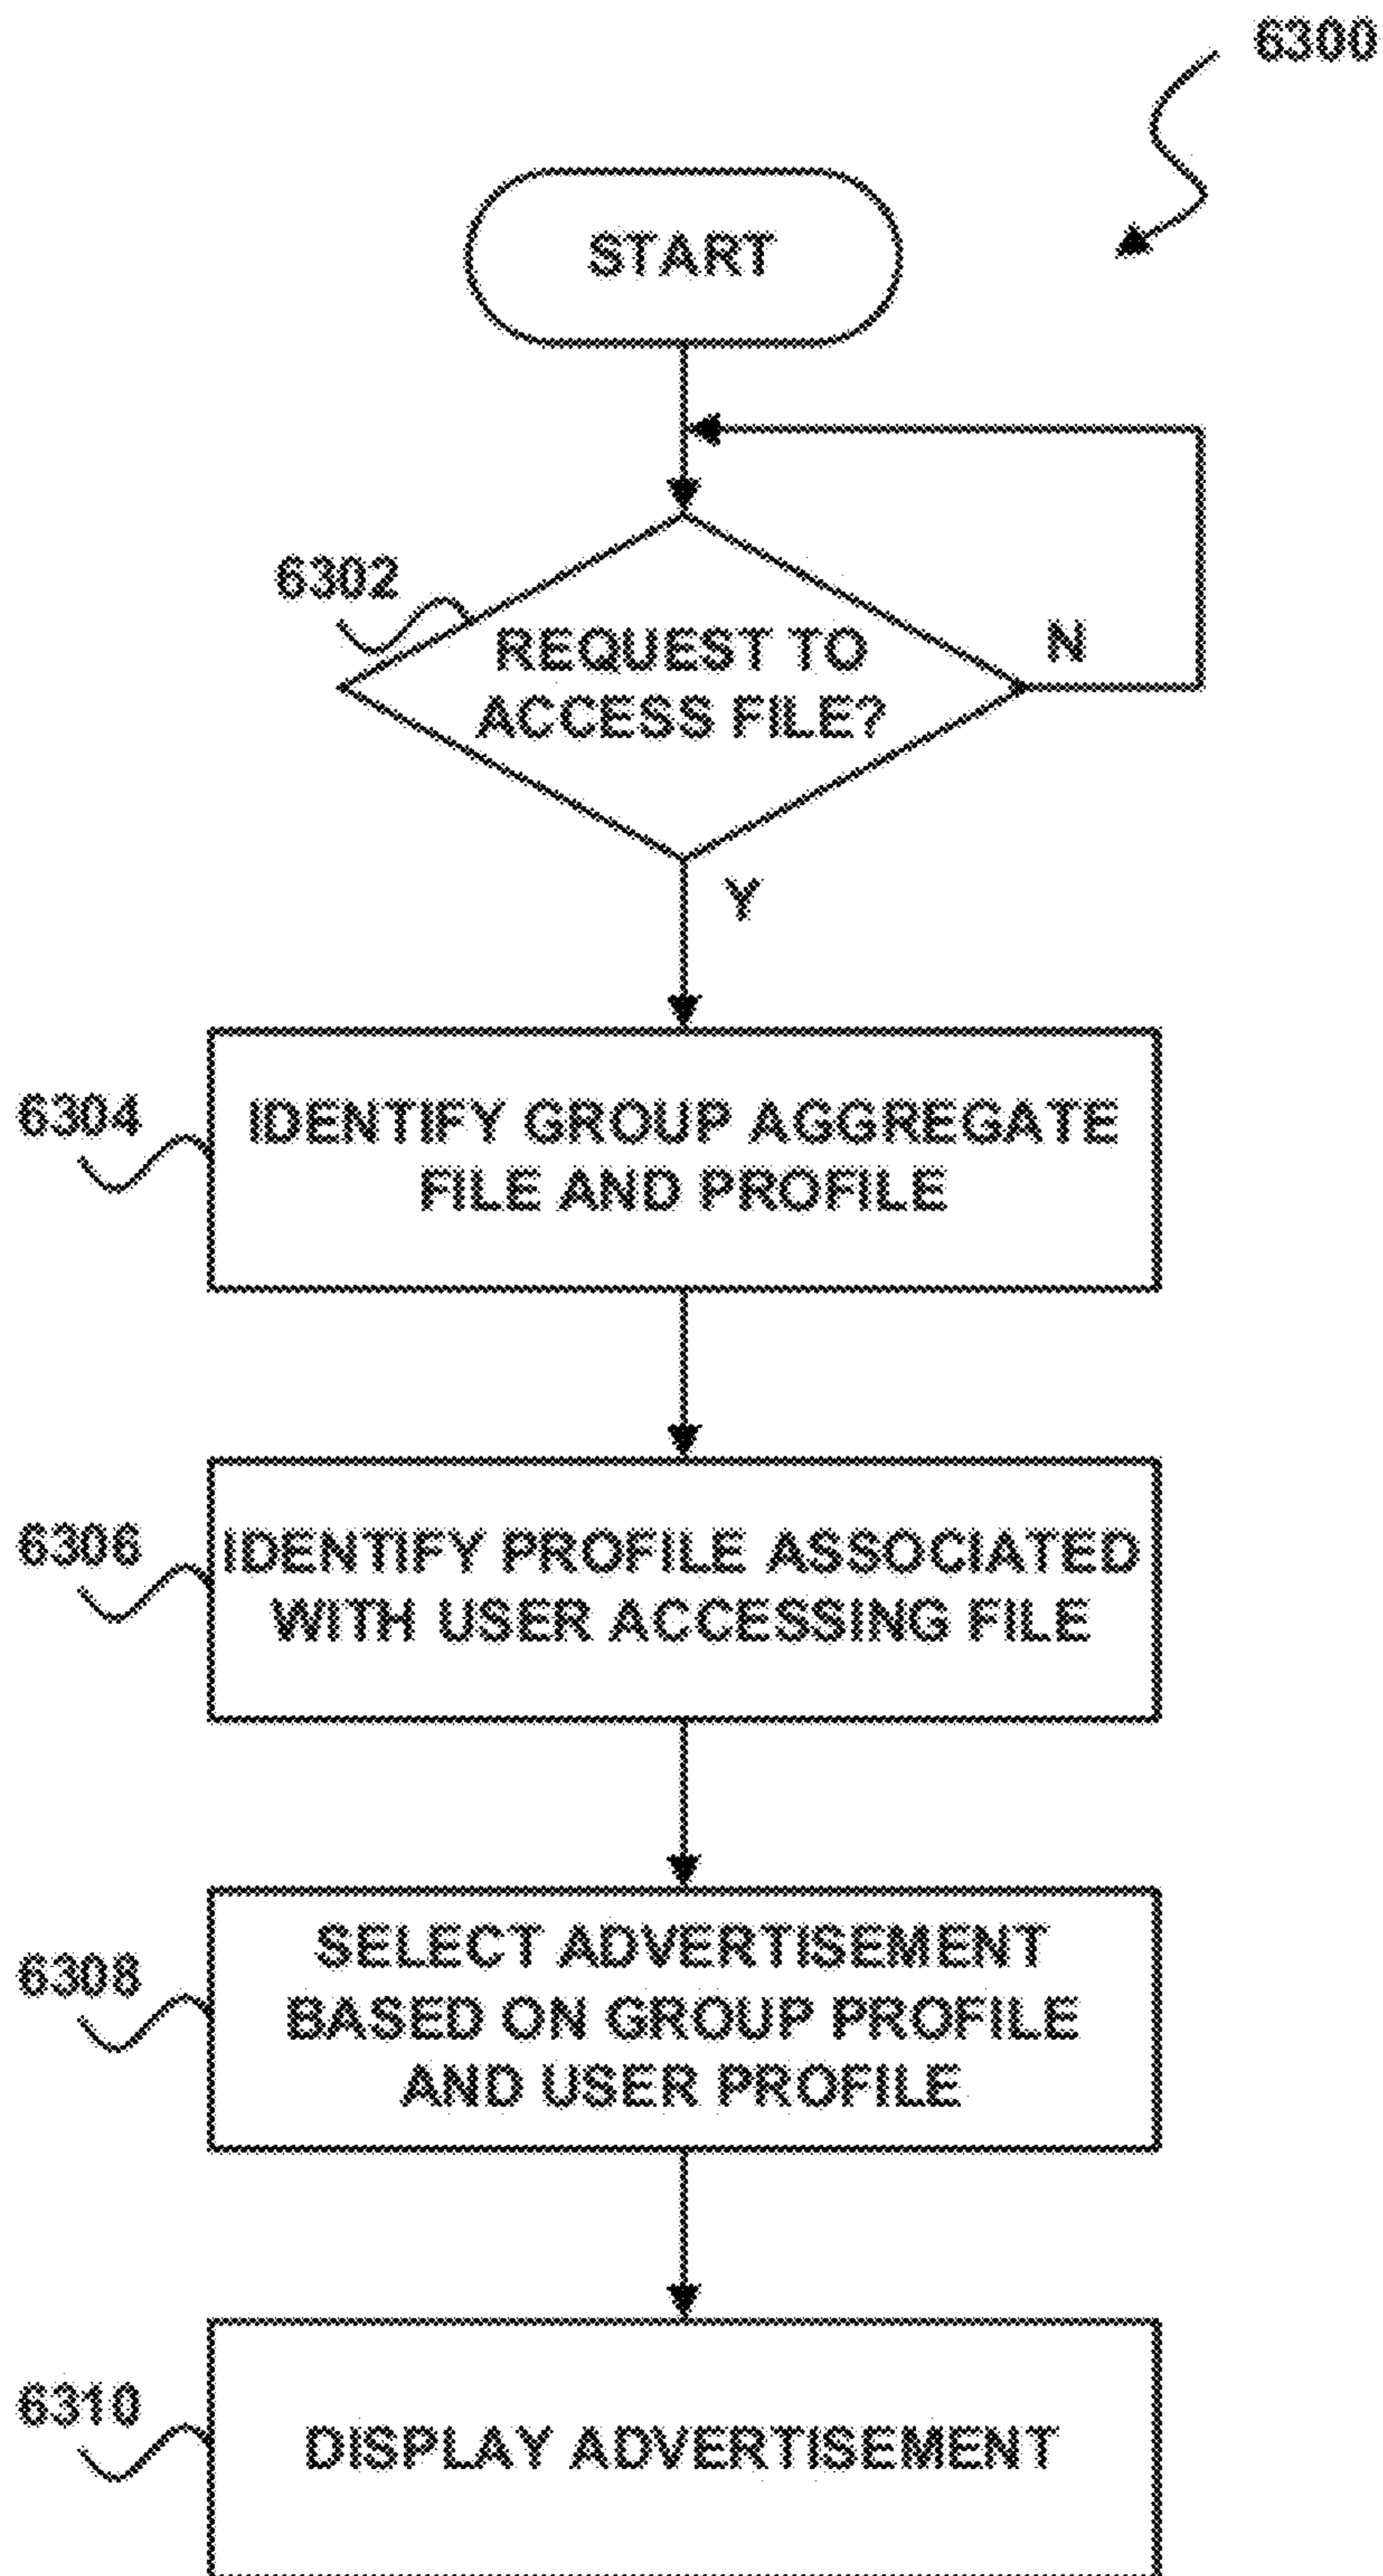 6300
START
6302
REQUEST TO
ACCESS FILE?
N
Y
6304
IDENTIFY GROUP AGGREGATE
FILE AND PROFILE
6306
IDENTIFY PROFILE ASSOCIATED
WITH USER ACCESSING FILE
6308
SELECT ADVERTISEMENT
BASED ON GROUP PROFILE
AND USER PROFILE
6310
DISPLAY ADVERTISEMENT